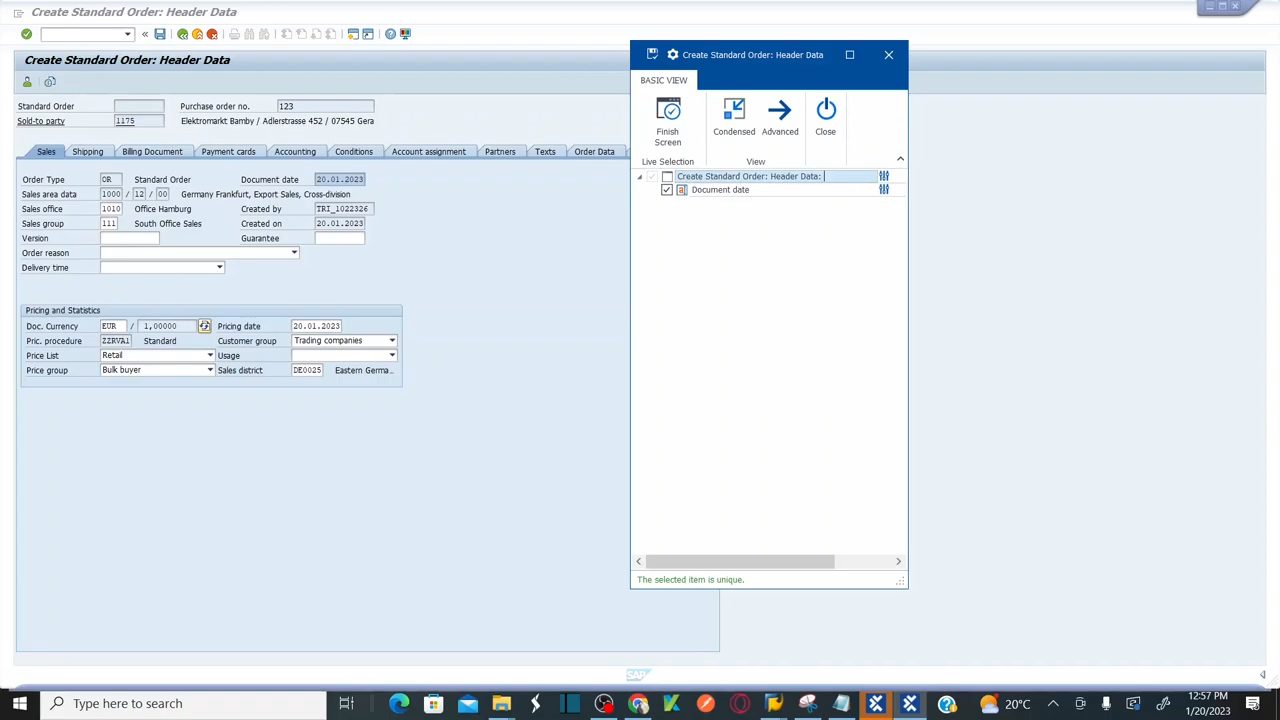 Create Standard Order: Header Data
Create Standard Order: Header Data
Standard Order Purchase order no. 123
Sold-to party 1175 Elektromarkt Bamby / Adlerstrasse 452 / 07545 Gera
Sales Shipping Billing Document Payment cards Accounting Conditions Account assignment Partners Texts Order Data
Order Type OR Standard Order Document date 20.01.2023
Sales area data 1000 / 12 / 00 Germany Frankfurt, Export Sales, Cross-division
Sales office 1010 Office Hamburg Created by TRI_1022326
Sales group 111 South Office Sales Created on 20.01.2023
Version Guarantee
Order reason
Delivery time
Pricing and Statistics
Doc. Currency EUR / 1,00000 Pricing date 20.01.2023
Pric. procedure ZZRVA1 Standard Customer group Trading companies
Price List Retail Usage
Price group Bulk buyer Sales district DE0025 Eastern Germa...
Create Standard Order: Header Data
BASIC VIEW
Finish Screen
Condensed
Advanced
Close
Live Selection
View
Create Standard Order: Header Data:
Document date
The selected item is unique.
SAP
Type here to search
20°C
12:57 PM
1/20/2023